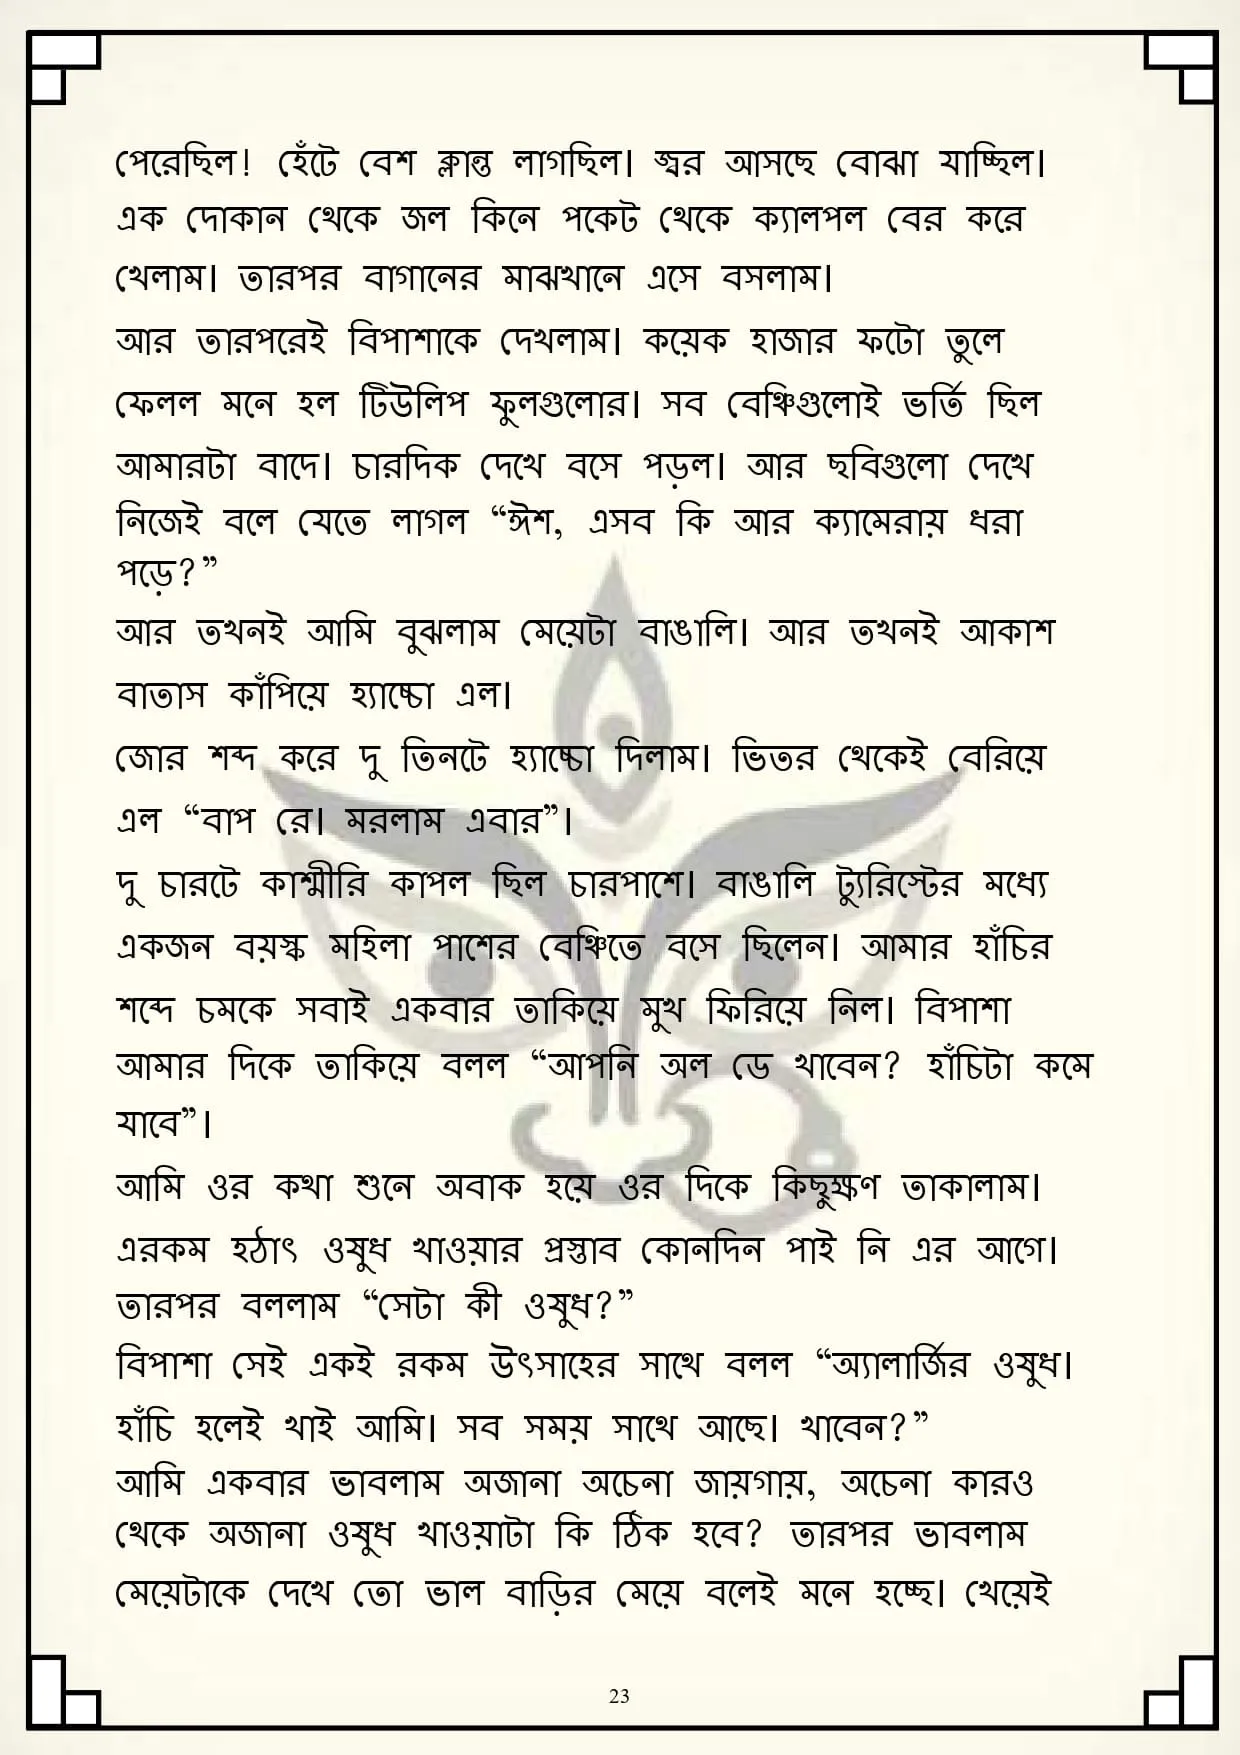 পেরেছিল! হেঁটে বেশ ক্লান্ত লাগছিল। জ্বর আসছে বোঝা যাচ্ছিল।
এক দোকান থেকে জল কিনে পকেট থেকে ক্যালপল বের করে
খেলাম। তারপর বাগানের মাঝখানে এসে বসলাম।
আর তারপরেই বিপাশাকে দেখলাম। কয়েক হাজার ফটো তুলে
ফেলল মনে হল টিউলিপ ফুলগুলোর। সব বেঞ্চিগুলোই ভর্তি ছিল
আমারটা বাদে। চারদিক দেখে বসে পড়ল। আর ছবিগুলো দেখে
নিজেই বলে যেতে লাগল “ঈশ, এসব কি আর ক্যামেরায় ধরা
পড়ে?”
আর তখনই আমি বুঝলাম মেয়েটা বাঙালি। আর তখনই আকাশ
বাতাস কাঁপিয়ে হ্যাচ্চো এল।
জোর শব্দ করে দু তিনটে হ্যাচ্চো দিলাম। ভিতর থেকেই বেরিয়ে
এল “বাপ রে। মরলাম এবার”।
দু চারটে কাশ্মীরি কাপল ছিল চারপাশে। বাঙালি ট্যুরিস্টের মধ্যে
একজন বয়স্ক মহিলা পাশের বেঞ্চিতে বসে ছিলেন। আমার হাঁচির
শব্দে চমকে সবাই একবার তাকিয়ে মুখ ফিরিয়ে নিল। বিপাশা
আমার দিকে তাকিয়ে বলল “আপনি অল ডে খাবেন? হাঁচিটা কমে
যাবে”।
আমি ওর কথা শুনে অবাক হয়ে ওর দিকে কিছুক্ষণ তাকালাম।
এরকম হঠাৎ ওষুধ খাওয়ার প্রস্তাব কোনদিন পাই নি এর আগে।
তারপর বললাম “সেটা কী ওষুধ?”
বিপাশা সেই একই রকম উৎসাহের সাথে বলল “অ্যালার্জির ওষুধ।
হাঁচি হলেই খাই আমি। সব সময় সাথে আছে। খাবেন?”
আমি একবার ভাবলাম অজানা অচেনা জায়গায়, অচেনা কারও
থেকে অজানা ওষুধ খাওয়াটা কি ঠিক হবে? তারপর ভাবলাম
মেয়েটাকে দেখে তো ভাল বাড়ির মেয়ে বলেই মনে হচ্ছে। খেয়েই
23